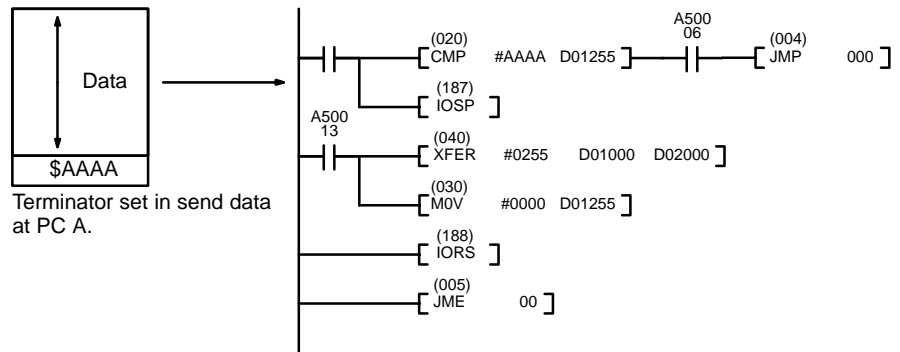 Data
$AAAA
Terminator set in send data
at PC A.
(020)
CMP #AAAA D01255
A500
06
(004)
JMP 000
(187)
IOSP
A500
13
(040)
XFER #0255 D01000 D02000
(030)
M0V #0000 D01255
(188)
IORS
(005)
JME 00